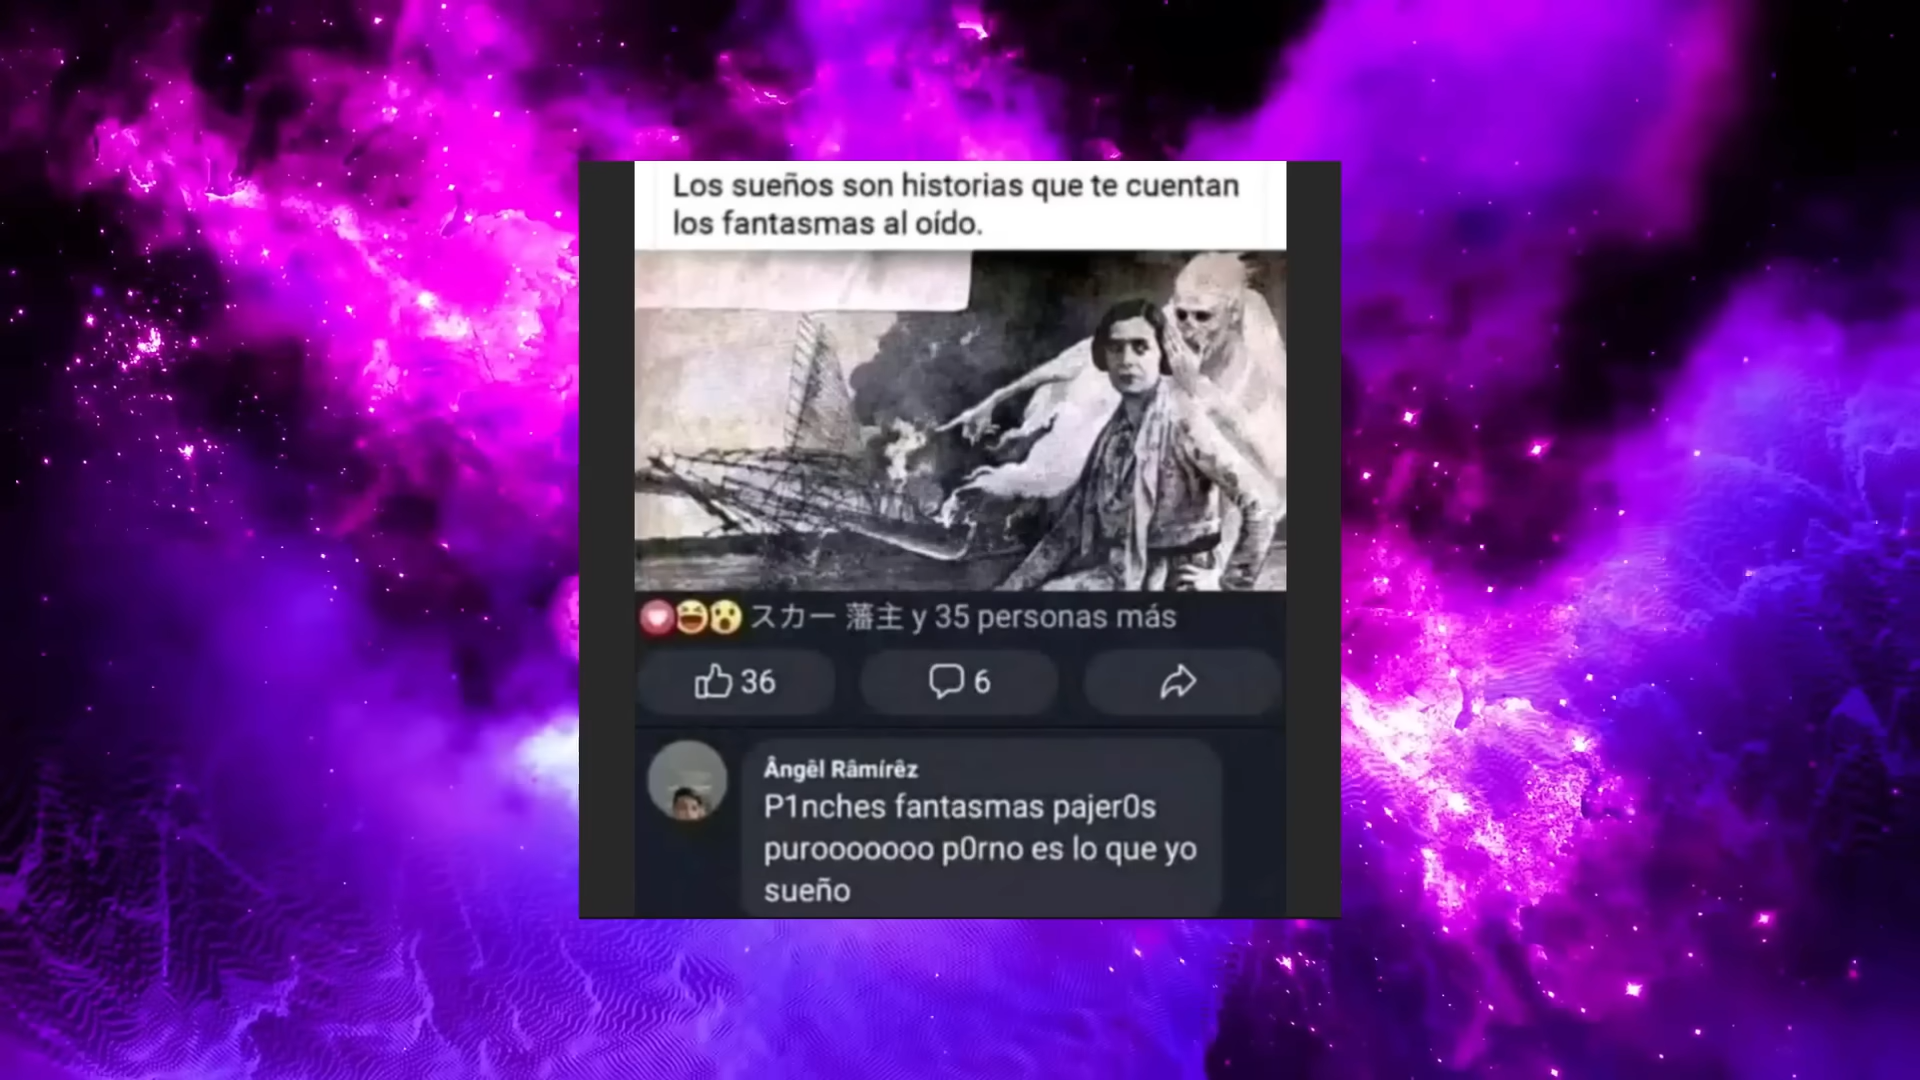 Los sueños son historias que te cuentan
los fantasmas al oído.
スカー 藩主 y 35 personas más
36
6
Ângêl Râmírêz
P1nches fantasmas pajer0s
purooooooo p0rno es lo que yo
sueño